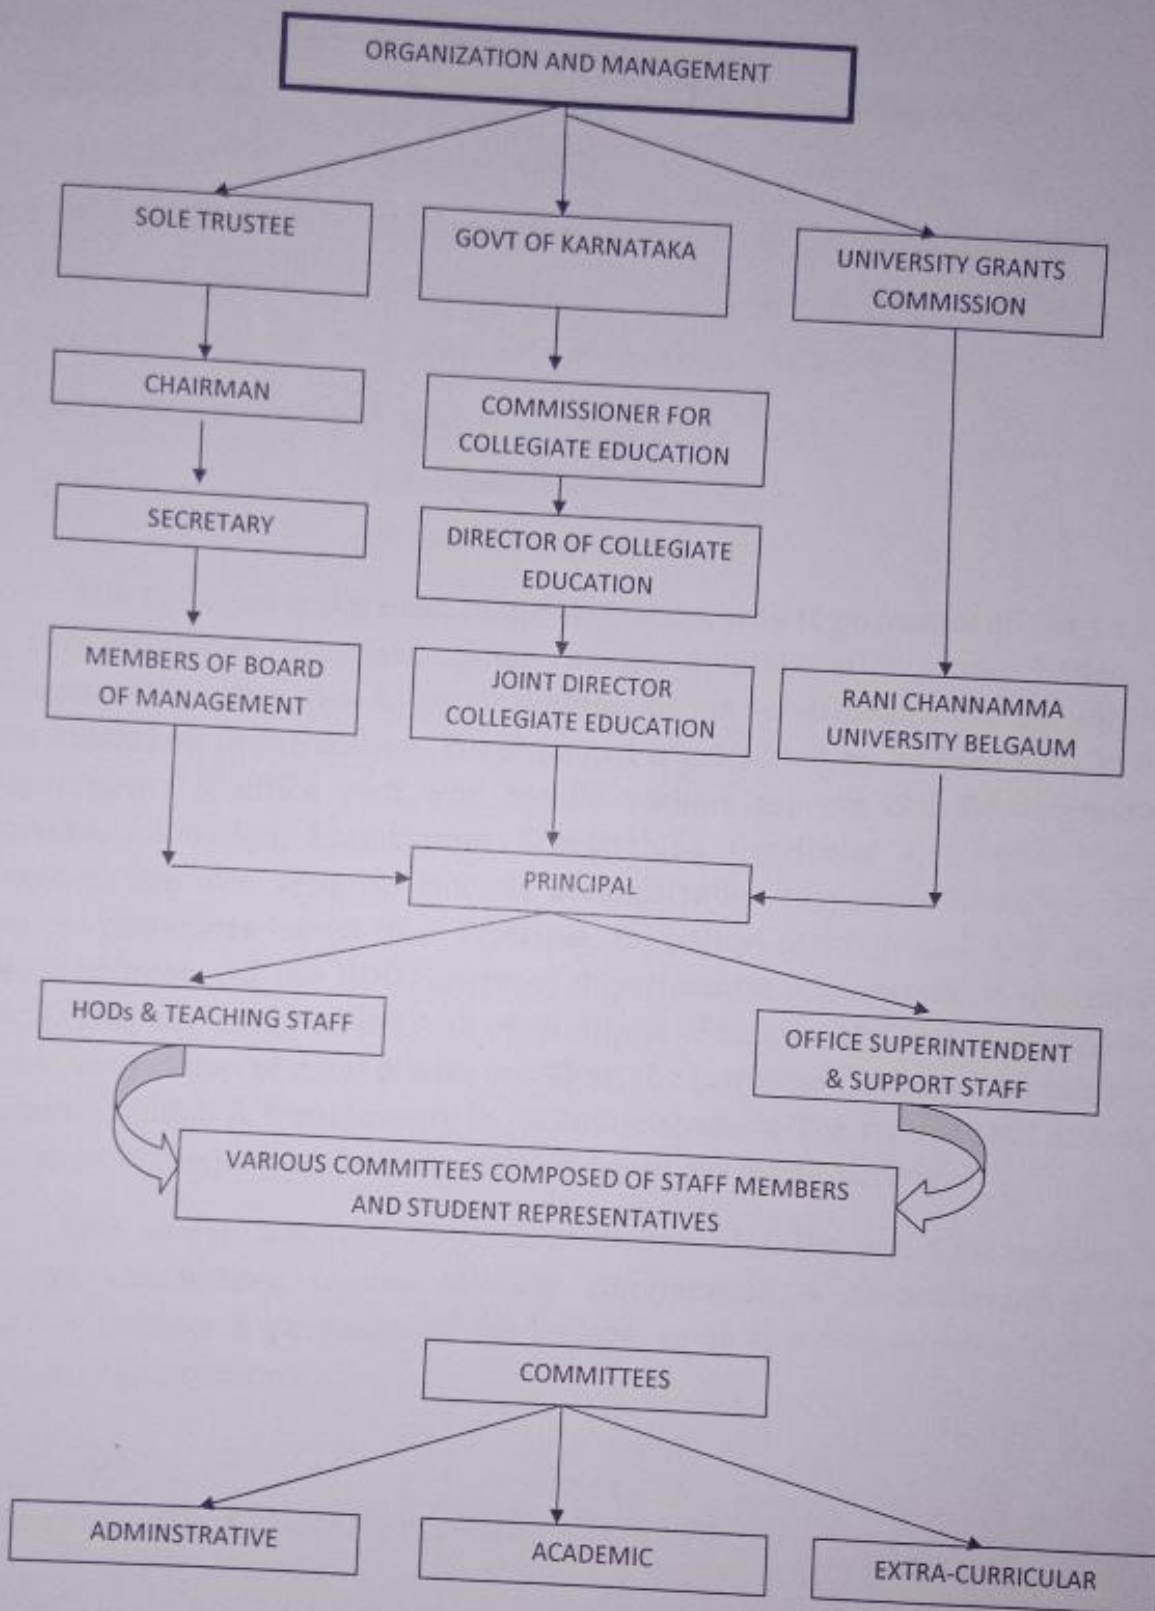 ORGANIZATION AND MANAGEMENT
SOLE TRUSTEE
GOVT OF KARNATAKA
UNIVERSITY GRANTS
COMMISSION
CHAIRMAN
COMMISSIONER FOR
COLLEGIATE EDUCATION
SECRETARY
DIRECTOR OF COLLEGIATE
EDUCATION
MEMBERS OF BOARD
OF MANAGEMENT
JOINT DIRECTOR
COLLEGIATE EDUCATION
RANI CHANNAMMA
UNIVERSITY BELGAUM
PRINCIPAL
HODs & TEACHING STAFF
OFFICE SUPERINTENDENT
& SUPPORT STAFF
VARIOUS COMMITTEES COMPOSED OF STAFF MEMBERS
AND STUDENT REPRESENTATIVES
COMMITTEES
ADMINSTRATIVE
ACADEMIC
EXTRA-CURRICULAR